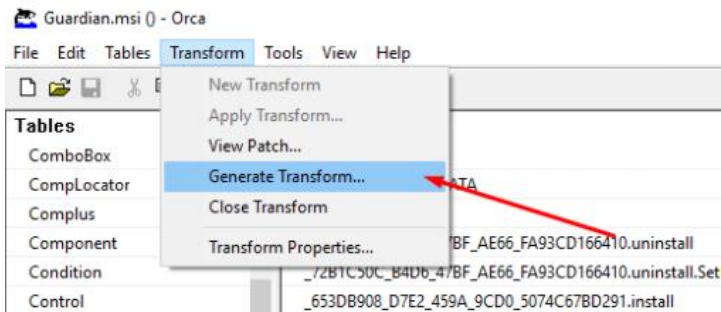 Guardian.msi () - Orca
File Edit Tables Transform Tools View Help
New Transform
Apply Transform...
View Patch...
Generate Transform...
Close Transform
Transform Properties...
Tables
ComboBox
CompLocator
Complus
Component
Condition
Control
ATA
7BF_AE66_FA93CD166410.uninstall
_72B1C50C_B4D6_47BF_AE66_FA93CD166410.uninstall.Set
_653DB908_D7E2_459A_9CD0_5074C67BD291.install